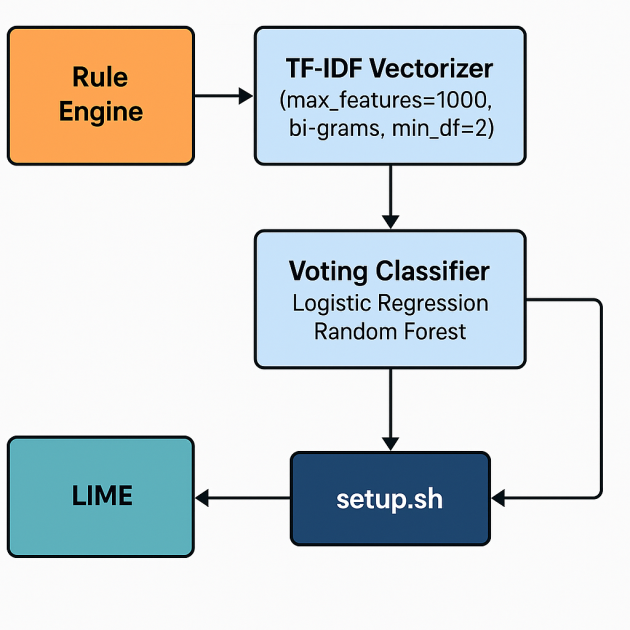 Rule
Engine
TF-IDF Vectorizer
(max_features=1000,
bi-grams, min_df=2)
Voting Classifier
Logistic Regression
Random Forest
LIME
setup.sh